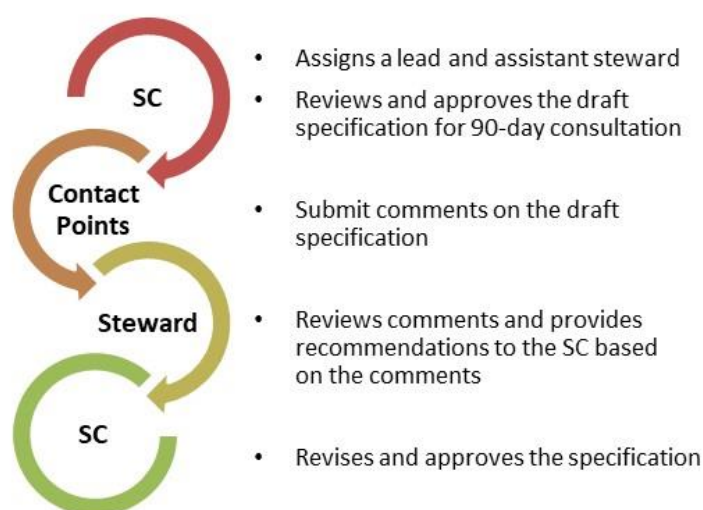 SC
• Assigns a lead and assistant steward
• Reviews and approves the draft
specification for 90-day consultation
Contact
Points
• Submit comments on the draft
specification
Steward
• Reviews comments and provides
recommendations to the SC based
on the comments
SC
• Revises and approves the specification